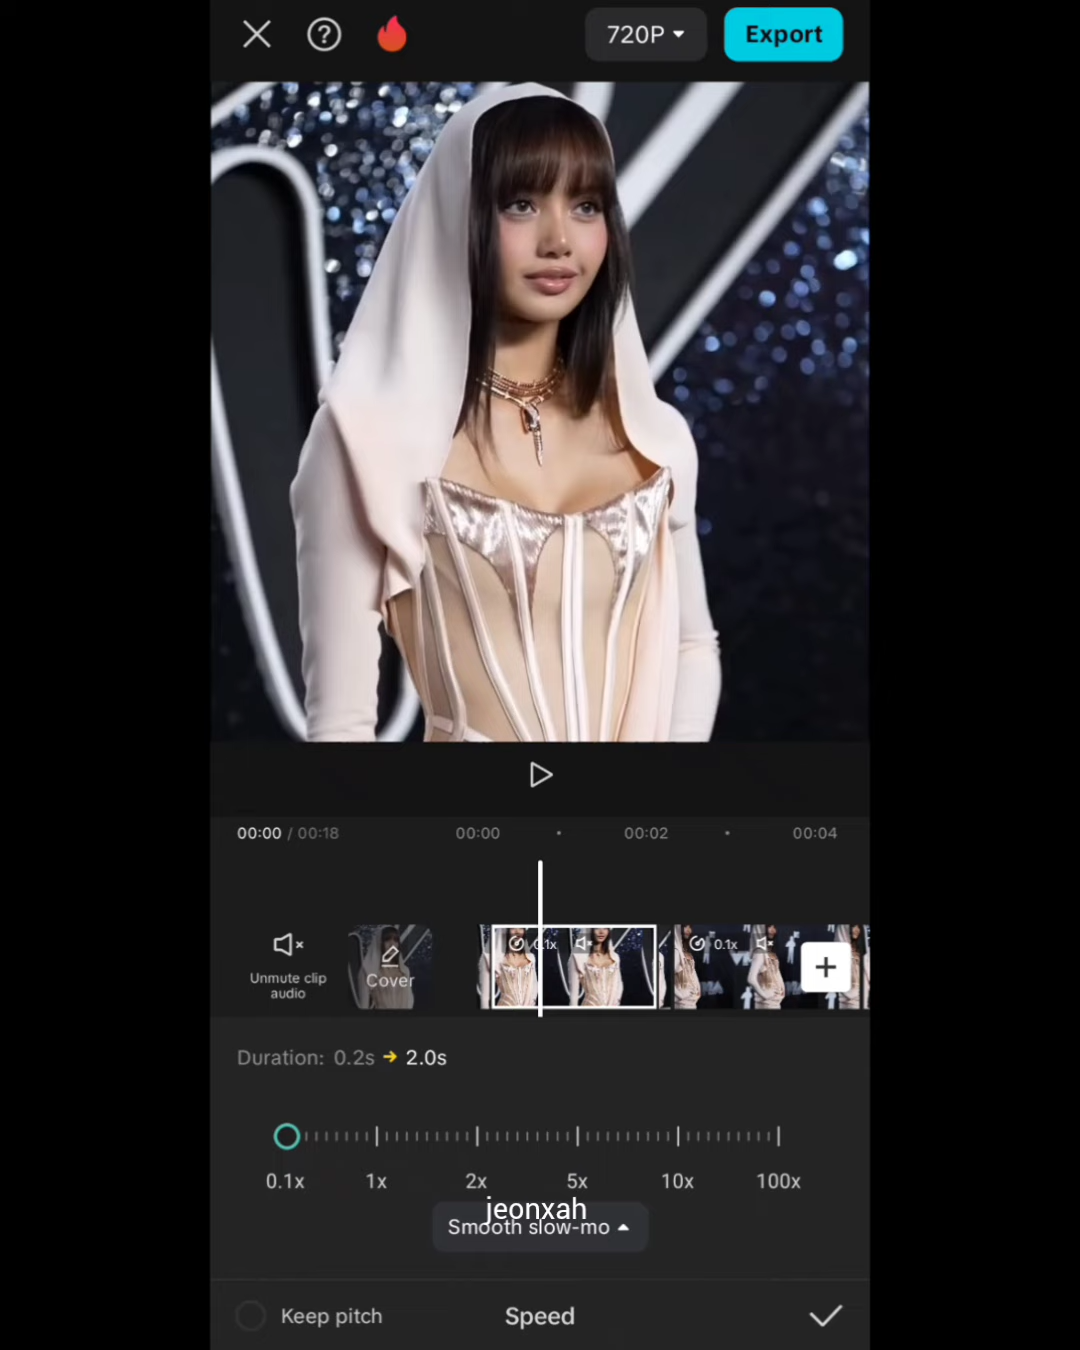 720P
Export
00:00 / 00:18
00:00
00:02
00:04
0.1x
0.1x
Unmute clip
audio
Cover
Duration: 0.2s → 2.0s
0.1x
1x
2x
5x
10x
100x
jeonxah
Smooth slow-mo
Keep pitch
Speed